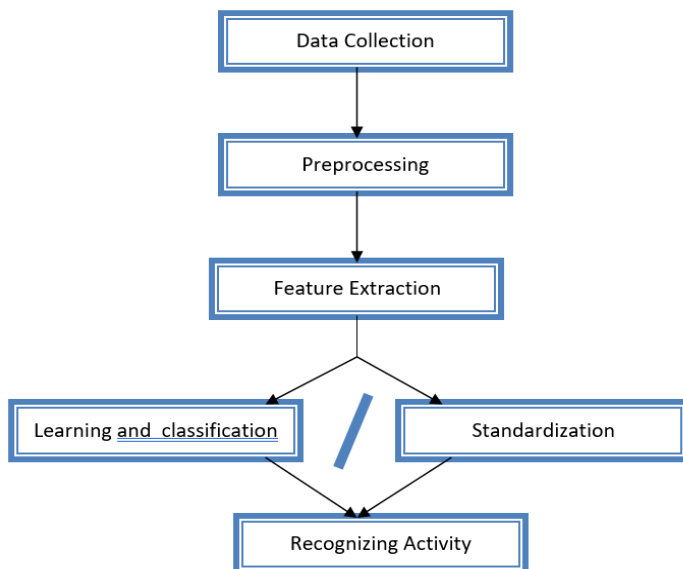 Data Collection
Preprocessing
Feature Extraction
Learning and  classification
Standardization
Recognizing Activity